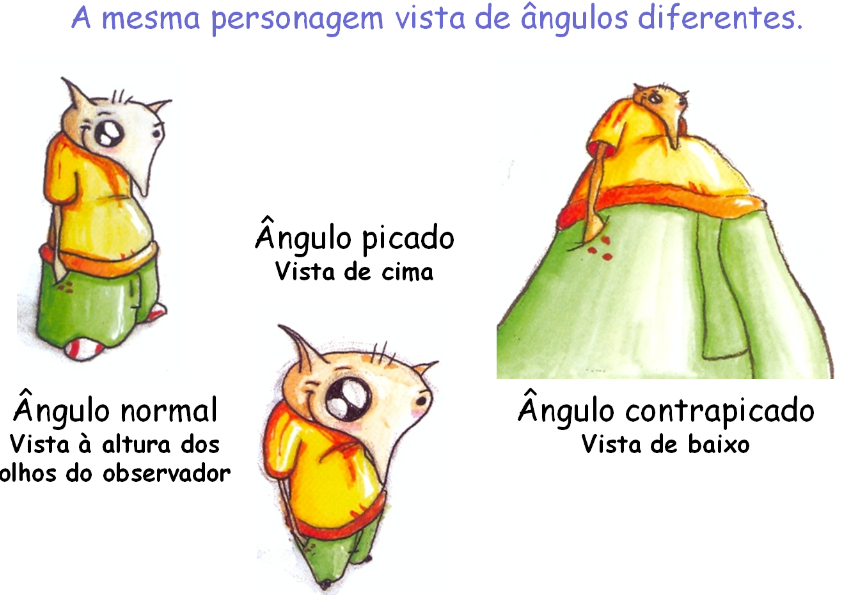 A mesma personagem vista de ângulos diferentes.
Ângulo picado
Vista de cima
Ângulo normal
Vista à altura dos
olhos do observador
Ângulo contrapicado
Vista de baixo